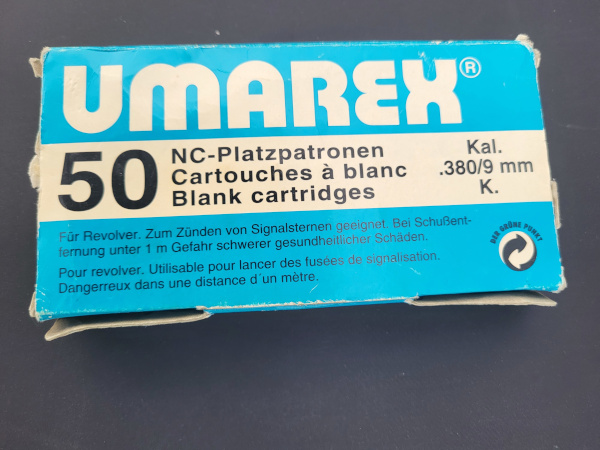 UMAREX®
50
NC-Platzpatronen
Cartouches à blanc
Blank cartridges
Kal.
.380/9 mm
K.
Für Revolver. Zum Zünden von Signalsternen geeignet. Bei Schußent-
fernung unter 1 m Gefahr schwerer gesundheitlicher Schäden.
Pour revolver. Utilisable pour lancer des fusées de signalisation.
Dangerreux dans une distance d´un mètre.
DER GRÜNE PUNKT